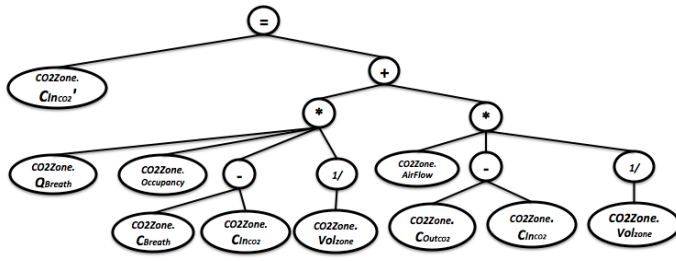 =
CO2Zone.
CInco2'
+
*
*
CO2Zone.
QBreath
CO2Zone.
Occupancy
-
1/
CO2Zone.
AirFlow
-
1/
CO2Zone.
CBreath
CO2Zone.
CInco2
CO2Zone.
Volzone
CO2Zone.
COutco2
CO2Zone.
CInco2
CO2Zone.
Volzone